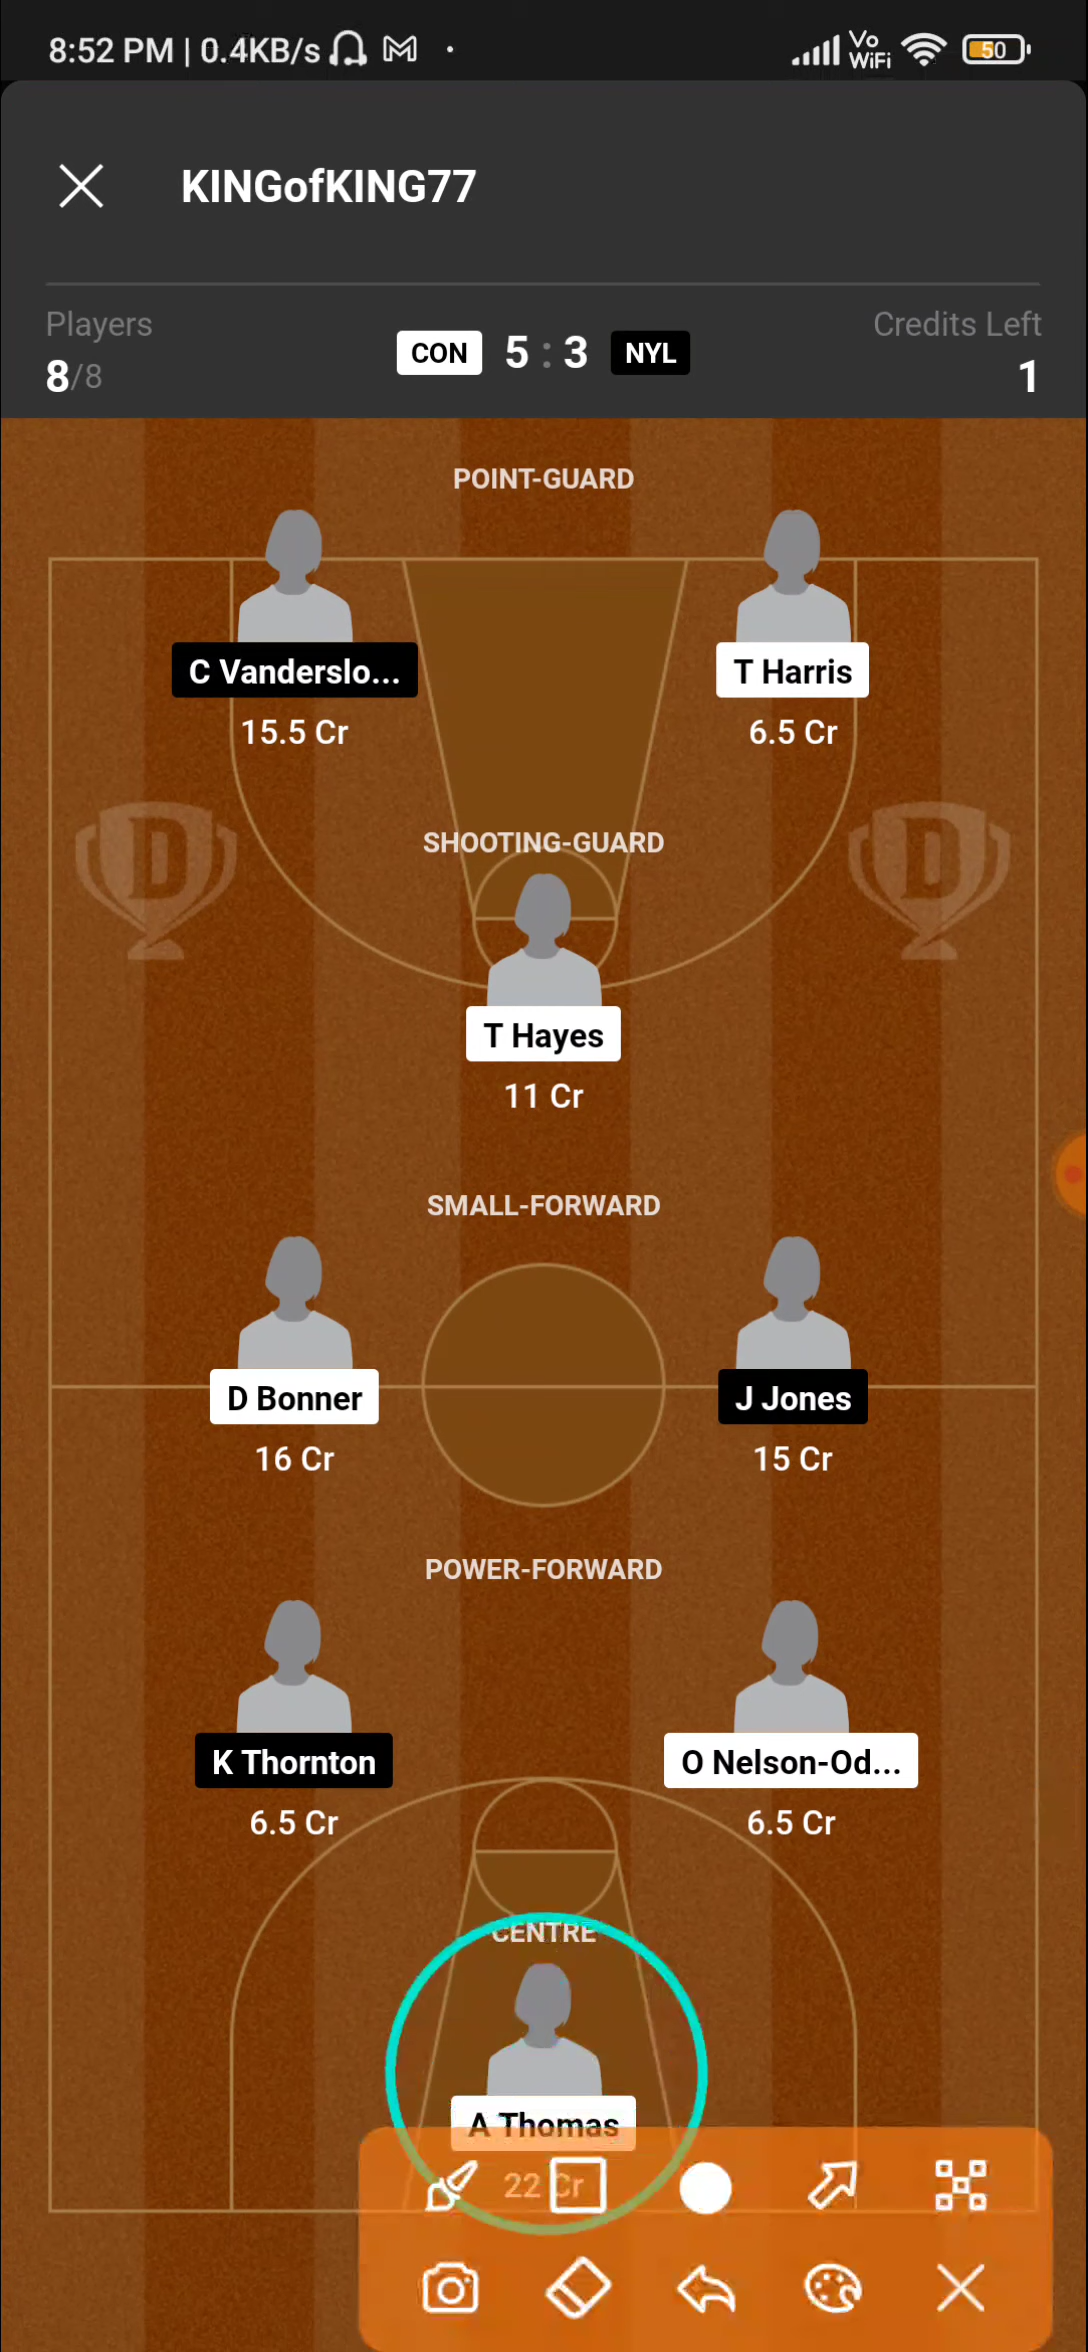 8:52 PM | 0.4KB/s
Vo
WiFi
50
KINGofKING77
Players
8/8
CON 5 : 3 NYL
Credits Left
1
POINT-GUARD
C Vanderslo...
15.5 Cr
T Harris
6.5 Cr
D
D
SHOOTING-GUARD
T Hayes
11 Cr
SMALL-FORWARD
D Bonner
16 Cr
J Jones
15 Cr
POWER-FORWARD
K Thornton
6.5 Cr
O Nelson-Od...
6.5 Cr
CENTRE
A Thomas
22 Cr